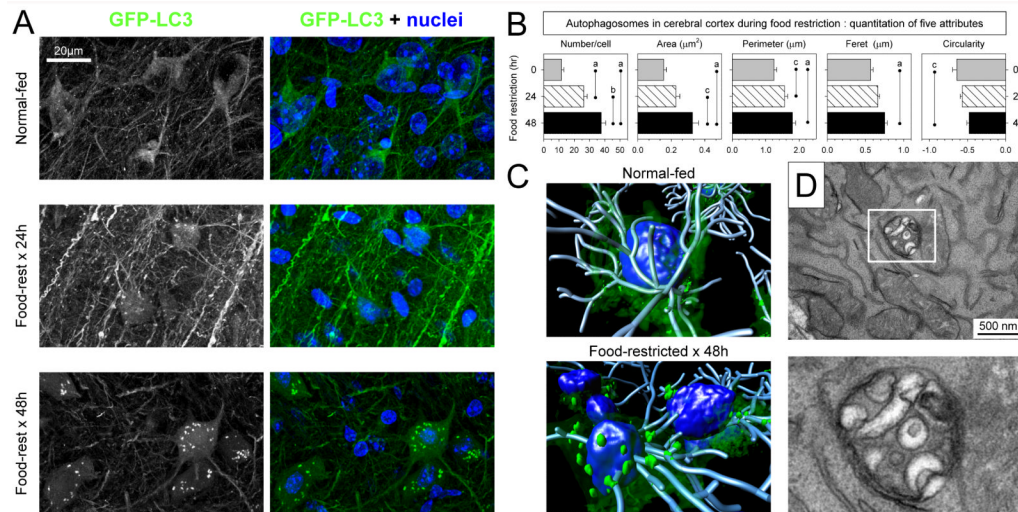 A
GFP-LC3
GFP-LC3 + nuclei
20µm
Normal-fed
Food-rest x 24h
Food-rest x 48h
B
Autophagosomes in cerebral cortex during food restriction : quantitation of five attributes
Number/cell
Area (µm²)
Perimeter (µm)
Feret (µm)
Circularity
Food restriction (hr)
0
24
48
a a
b
a
c
c a
a
c
0
2
4
0 10 20 30 40 50
0.0 0.2 0.4
0.0 1.0 2.0
0.0 0.5 1.0
-1.0 -0.5 0.0
C
Normal-fed
Food-restricted x 48h
D
500 nm